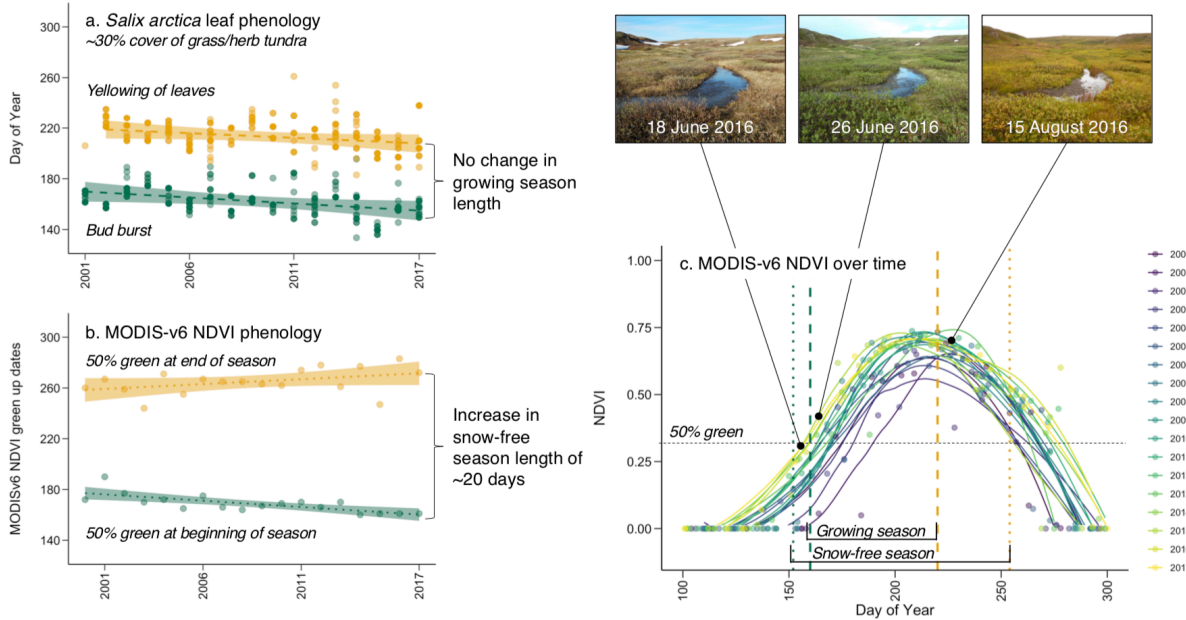 a. Salix arctica leaf phenology
~30% cover of grass/herb tundra
Day of Year
300
260
220
180
140
Yellowing of leaves
Bud burst
2001
2006
2011
2017
No change in
growing season
length
b. MODIS-v6 NDVI phenology
50% green at end of season
MODISv6 NDVI green up dates
300
260
220
180
140
50% green at beginning of season
2001
2006
2011
2017
Increase in
snow-free
season length of
~20 days
18 June 2016
26 June 2016
15 August 2016
c. MODIS-v6 NDVI over time
NDVI
1.00
0.75
0.50
0.25
0.00
50% green
Growing season
Snow-free season
100
150
200
250
300
Day of Year
200
200
200
200
200
200
200
200
200
200
201
201
201
201
201
201
201
201